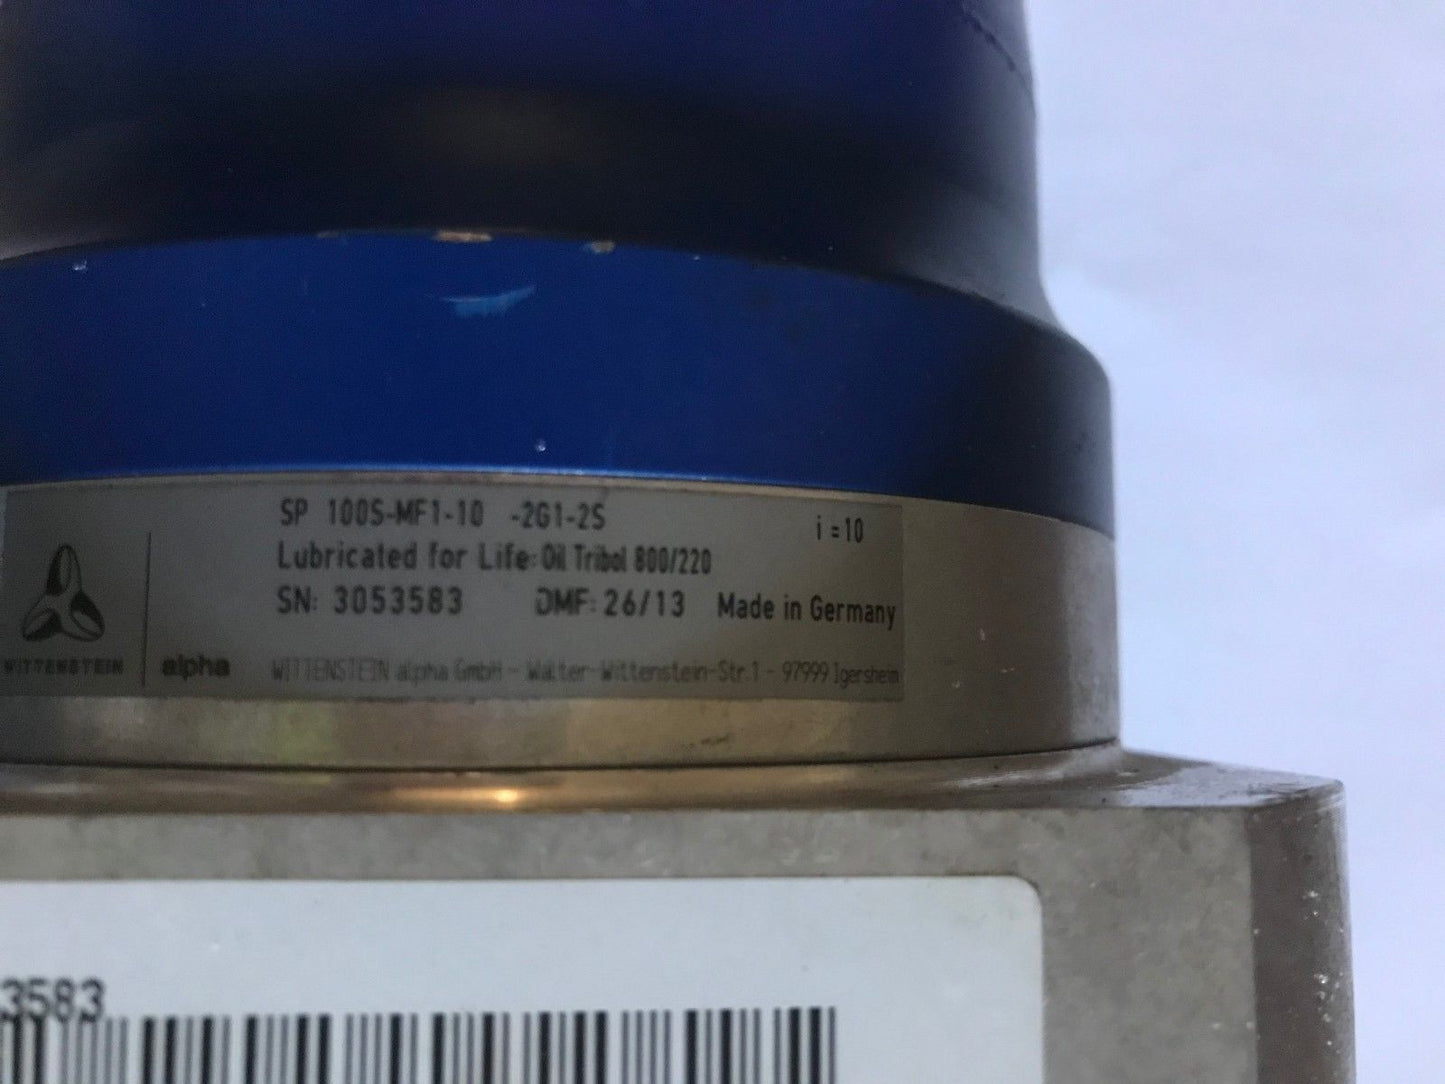 SP 100S-MF1-10 -2G1-2S i=10
Lubricated for Life: Oil Tribol 800/220
SN: 3053583 DMF: 26/13 Made in Germany
WITTENSTEIN alpha WITTENSTEIN alpha GmbH - Walter-Wittenstein-Str.1 - 97999 Igersheim
3583